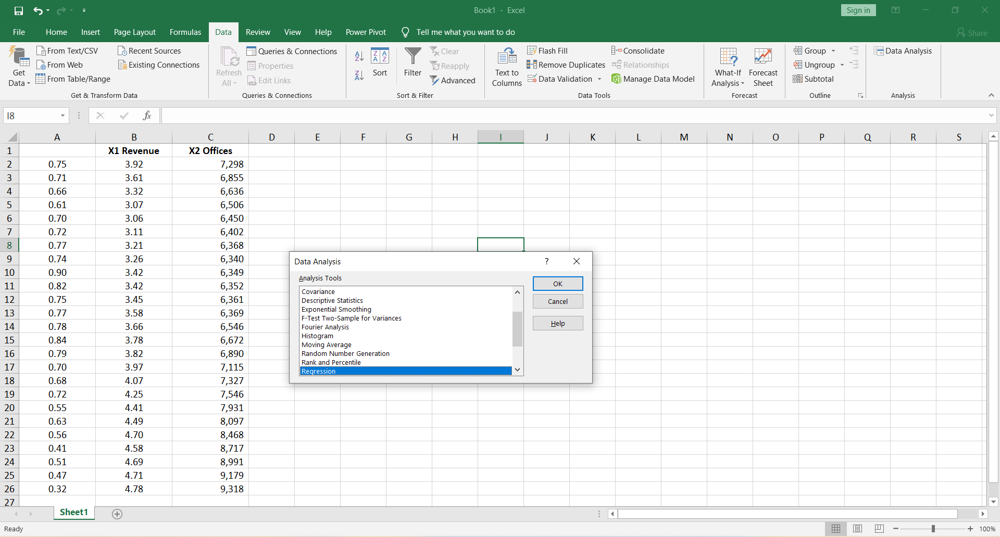 Book1 - Excel
Sign in
File Home Insert Page Layout Formulas Data Review View Help Power Pivot Tell me what you want to do Share
Get Data
From Text/CSV
From Web
From Table/Range
Recent Sources
Existing Connections
Get & Transform Data
Refresh All
Queries & Connections
Properties
Edit Links
Queries & Connections
A Z
Z A
Z A A Z
Sort
Filter
Clear
Reapply
Advanced
Sort & Filter
Text to Columns
Flash Fill
Remove Duplicates
Data Validation
Consolidate
Relationships
Manage Data Model
Data Tools
What-If Analysis
Forecast Sheet
Forecast
Group
Ungroup
Subtotal
Outline
Data Analysis
Analysis
I8 fx
A B C D E F G H I J K L M N O P Q R S
1 X1 Revenue X2 Offices
2 0.75 3.92 7,298
3 0.71 3.61 6,855
4 0.66 3.32 6,636
5 0.61 3.07 6,506
6 0.70 3.06 6,450
7 0.72 3.11 6,402
8 0.77 3.21 6,368
9 0.74 3.26 6,340
10 0.90 3.42 6,349
11 0.82 3.42 6,352
12 0.75 3.45 6,361
13 0.77 3.58 6,369
14 0.78 3.66 6,546
15 0.84 3.78 6,672
16 0.79 3.82 6,890
17 0.70 3.97 7,115
18 0.68 4.07 7,327
19 0.72 4.25 7,546
20 0.55 4.41 7,931
21 0.63 4.49 8,097
22 0.56 4.70 8,468
23 0.41 4.58 8,717
24 0.51 4.69 8,991
25 0.47 4.71 9,179
26 0.32 4.78 9,318
27
Data Analysis ?
Analysis Tools
Covariance
Descriptive Statistics
Exponential Smoothing
F-Test Two-Sample for Variances
Fourier Analysis
Histogram
Moving Average
Random Number Generation
Rank and Percentile
Regression
OK
Cancel
Help
Sheet1
Ready
100%